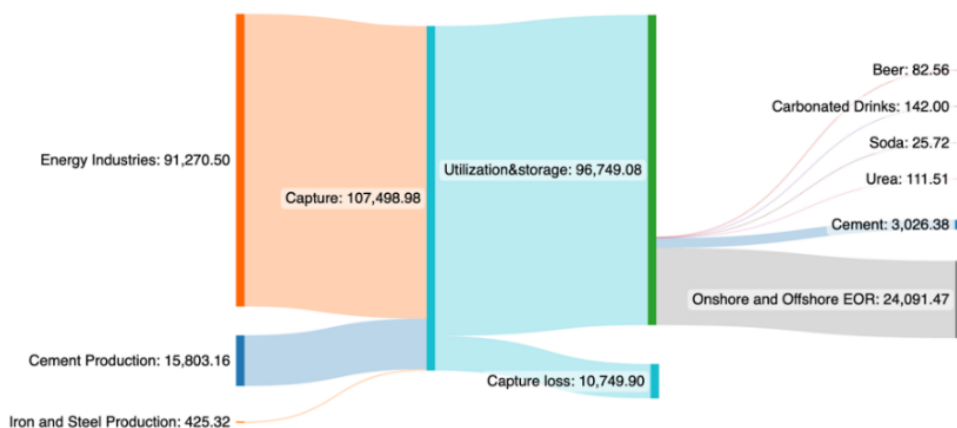 Beer: 82.56
Carbonated Drinks: 142.00
Soda: 25.72
Energy Industries: 91,270.50
Utilization&storage: 96,749.08
Urea: 111.51
Capture: 107,498.98
Cement: 3,026.38
Onshore and Offshore EOR: 24,091.47
Cement Production: 15,803.16
Capture loss: 10,749.90
Iron and Steel Production: 425.32